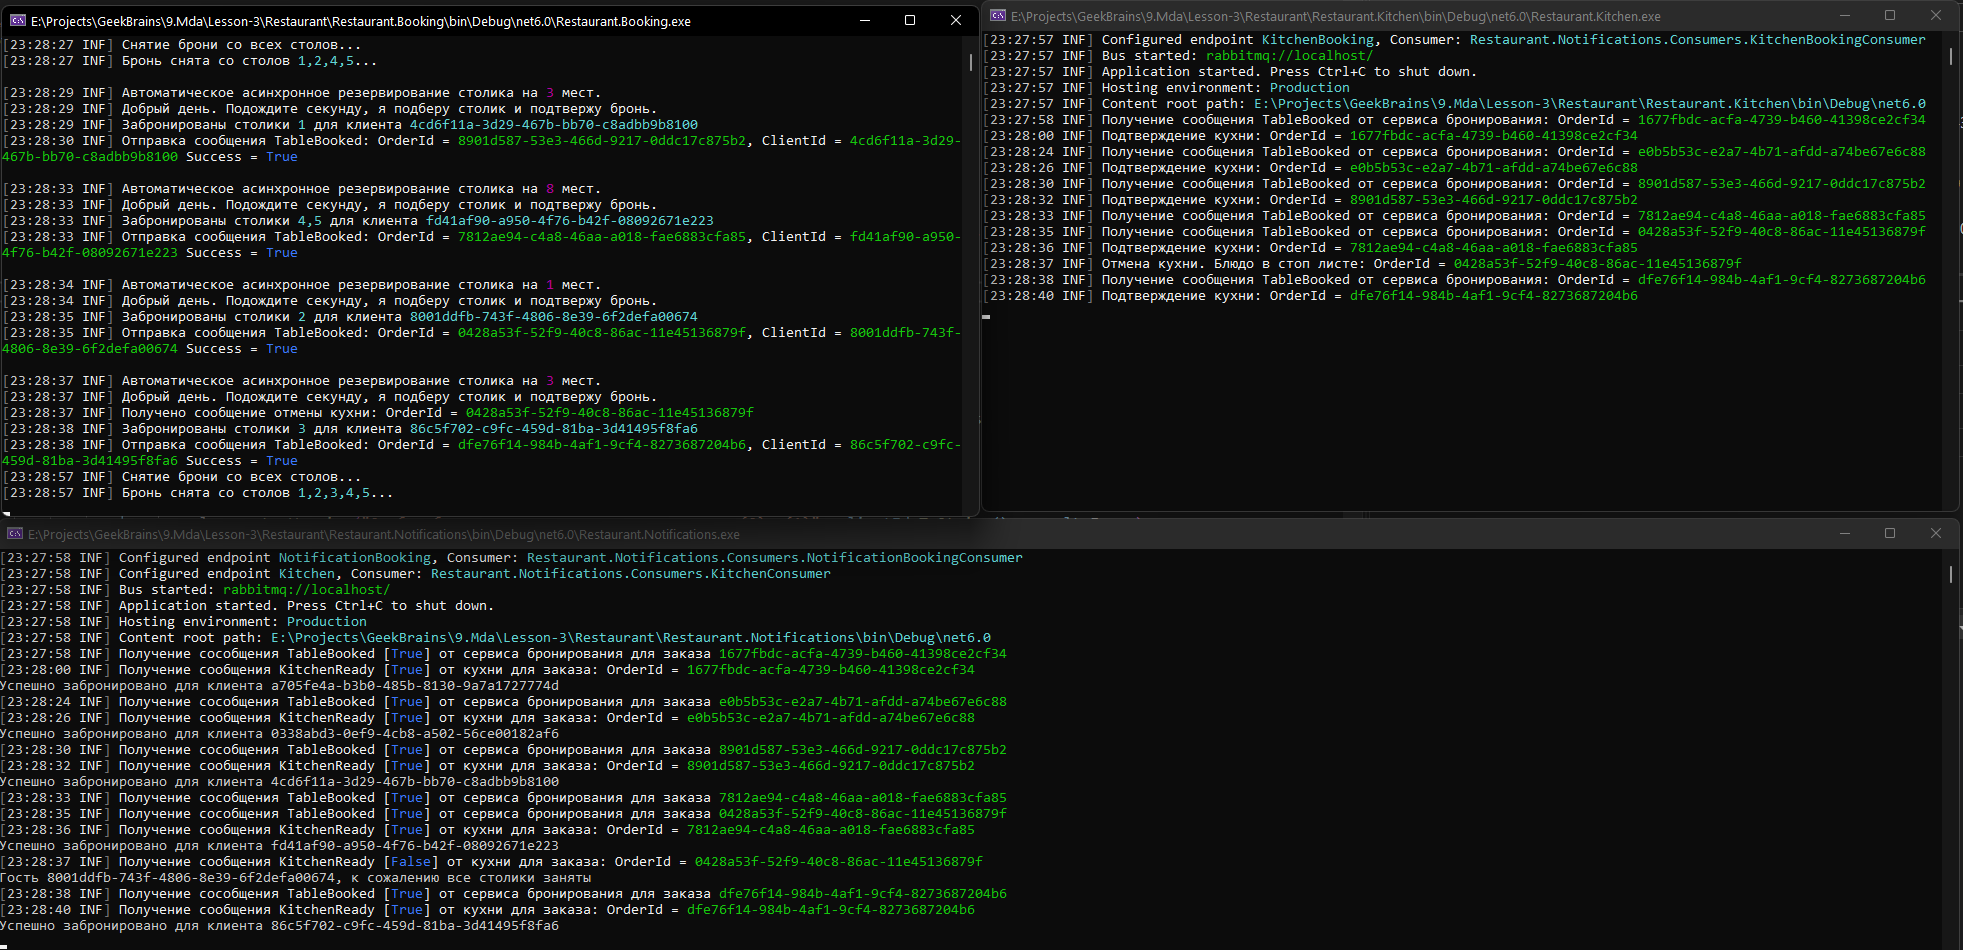 E:\Projects\GeekBrains\9.Mda\Lesson-3\Restaurant\Restaurant.Booking\bin\Debug\net6.0\Restaurant.Booking.exe
[23:28:27 INF] Снятие брони со всех столов...
[23:28:27 INF] Бронь снята со столов 1,2,4,5...
[23:28:29 INF] Автоматическое асинхронное резервирование столика на 3 мест.
[23:28:29 INF] Добрый день. Подождите секунду, я подберу столик и подтвержу бронь.
[23:28:29 INF] Забронированы столики 1 для клиента 4cd6f11a-3d29-467b-bb70-c8adbb9b8100
[23:28:30 INF] Отправка сообщения TableBooked: OrderId = 8901d587-53e3-466d-9217-0ddc17c875b2, ClientId = 4cd6f11a-3d29-
467b-bb70-c8adbb9b8100 Success = True
[23:28:33 INF] Автоматическое асинхронное резервирование столика на 8 мест.
[23:28:33 INF] Добрый день. Подождите секунду, я подберу столик и подтвержу бронь.
[23:28:33 INF] Забронированы столики 4,5 для клиента fd41af90-a950-4f76-b42f-08092671e223
[23:28:33 INF] Отправка сообщения TableBooked: OrderId = 7812ae94-c4a8-46aa-a018-fae6883cfa85, ClientId = fd41af90-a950-
4f76-b42f-08092671e223 Success = True
[23:28:34 INF] Автоматическое асинхронное резервирование столика на 1 мест.
[23:28:34 INF] Добрый день. Подождите секунду, я подберу столик и подтвержу бронь.
[23:28:35 INF] Забронированы столики 2 для клиента 8001ddfb-743f-4806-8e39-6f2defa00674
[23:28:35 INF] Отправка сообщения TableBooked: OrderId = 0428a53f-52f9-40c8-86ac-11e45136879f, ClientId = 8001ddfb-743f-
4806-8e39-6f2defa00674 Success = True
[23:28:37 INF] Автоматическое асинхронное резервирование столика на 3 мест.
[23:28:37 INF] Добрый день. Подождите секунду, я подберу столик и подтвержу бронь.
[23:28:37 INF] Получено сообщение отмены кухни: OrderId = 0428a53f-52f9-40c8-86ac-11e45136879f
[23:28:38 INF] Забронированы столики 3 для клиента 86c5f702-c9fc-459d-81ba-3d41495f8fa6
[23:28:38 INF] Отправка сообщения TableBooked: OrderId = dfe76f14-984b-4af1-9cf4-8273687204b6, ClientId = 86c5f702-c9fc-
459d-81ba-3d41495f8fa6 Success = True
[23:28:57 INF] Снятие брони со всех столов...
[23:28:57 INF] Бронь снята со столов 1,2,3,4,5...
E:\Projects\GeekBrains\9.Mda\Lesson-3\Restaurant\Restaurant.Kitchen\bin\Debug\net6.0\Restaurant.Kitchen.exe
[23:27:57 INF] Configured endpoint KitchenBooking, Consumer: Restaurant.Notifications.Consumers.KitchenBookingConsumer
[23:27:57 INF] Bus started: rabbitmq://localhost/
[23:27:57 INF] Application started. Press Ctrl+C to shut down.
[23:27:57 INF] Hosting environment: Production
[23:27:57 INF] Content root path: E:\Projects\GeekBrains\9.Mda\Lesson-3\Restaurant\Restaurant.Kitchen\bin\Debug\net6.0
[23:27:58 INF] Получение сообщения TableBooked от сервиса бронирования: OrderId = 1677fbdc-acfa-4739-b460-41398ce2cf34
[23:28:00 INF] Подтверждение кухни: OrderId = 1677fbdc-acfa-4739-b460-41398ce2cf34
[23:28:24 INF] Получение сообщения TableBooked от сервиса бронирования: OrderId = e0b5b53c-e2a7-4b71-afdd-a74be67e6c88
[23:28:26 INF] Подтверждение кухни: OrderId = e0b5b53c-e2a7-4b71-afdd-a74be67e6c88
[23:28:30 INF] Получение сообщения TableBooked от сервиса бронирования: OrderId = 8901d587-53e3-466d-9217-0ddc17c875b2
[23:28:32 INF] Подтверждение кухни: OrderId = 8901d587-53e3-466d-9217-0ddc17c875b2
[23:28:33 INF] Получение сообщения TableBooked от сервиса бронирования: OrderId = 7812ae94-c4a8-46aa-a018-fae6883cfa85
[23:28:35 INF] Получение сообщения TableBooked от сервиса бронирования: OrderId = 0428a53f-52f9-40c8-86ac-11e45136879f
[23:28:36 INF] Подтверждение кухни: OrderId = 7812ae94-c4a8-46aa-a018-fae6883cfa85
[23:28:37 INF] Отмена кухни. Блюдо в стоп листе: OrderId = 0428a53f-52f9-40c8-86ac-11e45136879f
[23:28:38 INF] Получение сообщения TableBooked от сервиса бронирования: OrderId = dfe76f14-984b-4af1-9cf4-8273687204b6
[23:28:40 INF] Подтверждение кухни: OrderId = dfe76f14-984b-4af1-9cf4-8273687204b6
E:\Projects\GeekBrains\9.Mda\Lesson-3\Restaurant\Restaurant.Notifications\bin\Debug\net6.0\Restaurant.Notifications.exe
[23:27:58 INF] Configured endpoint NotificationBooking, Consumer: Restaurant.Notifications.Consumers.NotificationBookingConsumer
[23:27:58 INF] Configured endpoint Kitchen, Consumer: Restaurant.Notifications.Consumers.KitchenConsumer
[23:27:58 INF] Bus started: rabbitmq://localhost/
[23:27:58 INF] Application started. Press Ctrl+C to shut down.
[23:27:58 INF] Hosting environment: Production
[23:27:58 INF] Content root path: E:\Projects\GeekBrains\9.Mda\Lesson-3\Restaurant\Restaurant.Notifications\bin\Debug\net6.0
[23:27:58 INF] Получение сособщения TableBooked [True] от сервиса бронирования для заказа 1677fbdc-acfa-4739-b460-41398ce2cf34
[23:28:00 INF] Получение сообщения KitchenReady [True] от кухни для заказа: OrderId = 1677fbdc-acfa-4739-b460-41398ce2cf34
Успешно забронировано для клиента a705fe4a-b3b0-485b-8130-9a7a1727774d
[23:28:24 INF] Получение сособщения TableBooked [True] от сервиса бронирования для заказа e0b5b53c-e2a7-4b71-afdd-a74be67e6c88
[23:28:26 INF] Получение сообщения KitchenReady [True] от кухни для заказа: OrderId = e0b5b53c-e2a7-4b71-afdd-a74be67e6c88
Успешно забронировано для клиента 0338abd3-0ef9-4cb8-a502-56ce00182af6
[23:28:30 INF] Получение сособщения TableBooked [True] от сервиса бронирования для заказа 8901d587-53e3-466d-9217-0ddc17c875b2
[23:28:32 INF] Получение сообщения KitchenReady [True] от кухни для заказа: OrderId = 8901d587-53e3-466d-9217-0ddc17c875b2
Успешно забронировано для клиента 4cd6f11a-3d29-467b-bb70-c8adbb9b8100
[23:28:33 INF] Получение сособщения TableBooked [True] от сервиса бронирования для заказа 7812ae94-c4a8-46aa-a018-fae6883cfa85
[23:28:35 INF] Получение сособщения TableBooked [True] от сервиса бронирования для заказа 0428a53f-52f9-40c8-86ac-11e45136879f
[23:28:36 INF] Получение сообщения KitchenReady [True] от кухни для заказа: OrderId = 7812ae94-c4a8-46aa-a018-fae6883cfa85
Успешно забронировано для клиента fd41af90-a950-4f76-b42f-08092671e223
[23:28:37 INF] Получение сообщения KitchenReady [False] от кухни для заказа: OrderId = 0428a53f-52f9-40c8-86ac-11e45136879f
Гость 8001ddfb-743f-4806-8e39-6f2defa00674, к сожалению все столики заняты
[23:28:38 INF] Получение сособщения TableBooked [True] от сервиса бронирования для заказа dfe76f14-984b-4af1-9cf4-8273687204b6
[23:28:40 INF] Получение сообщения KitchenReady [True] от кухни для заказа: OrderId = dfe76f14-984b-4af1-9cf4-8273687204b6
Успешно забронировано для клиента 86c5f702-c9fc-459d-81ba-3d41495f8fa6